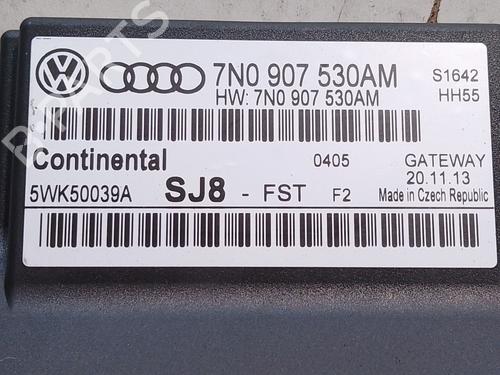 7N0 907 530AM S1642
HW: 7N0 907 530AM HH55
Continental 0405 GATEWAY
20.11.13
5WK50039A SJ8 - FST F2 Made in Czech Republic